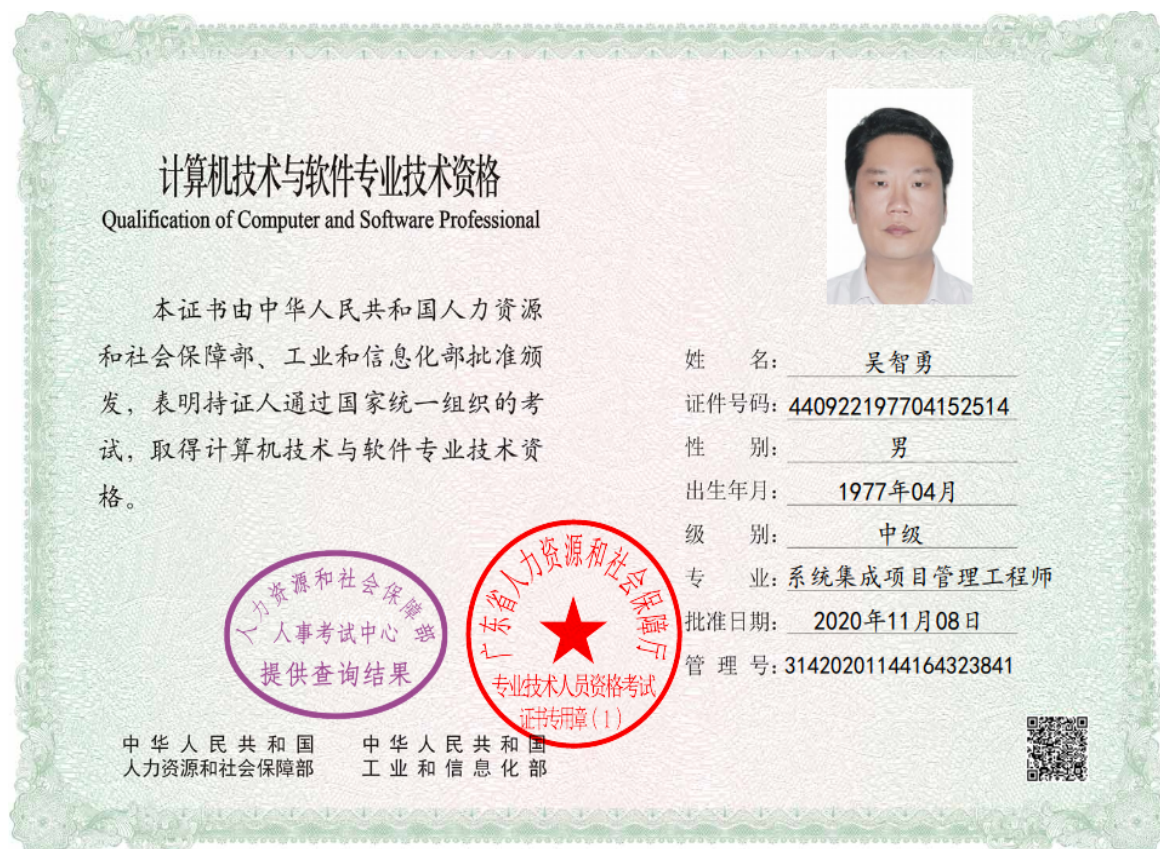 计算机技术与软件专业技术资格
Qualification of Computer and Software Professional
本证书由中华人民共和国人力资源
和社会保障部、工业和信息化部批准颁
发，表明持证人通过国家统一组织的考
试，取得计算机技术与软件专业技术资
格。
人力资源和社会保障部
人事考试中心
提供查询结果
广东省人力资源和社会保障厅
专业技术人员资格考试
证书专用章(1)
中华人民共和国
人力资源和社会保障部
中华人民共和国
工业和信息化部
姓 名：吴智勇
证件号码：440922197704152514
性 别：男
出生年月：1977年04月
级 别：中级
专 业：系统集成项目管理工程师
批准日期：2020年11月08日
管 理 号：31420201144164323841